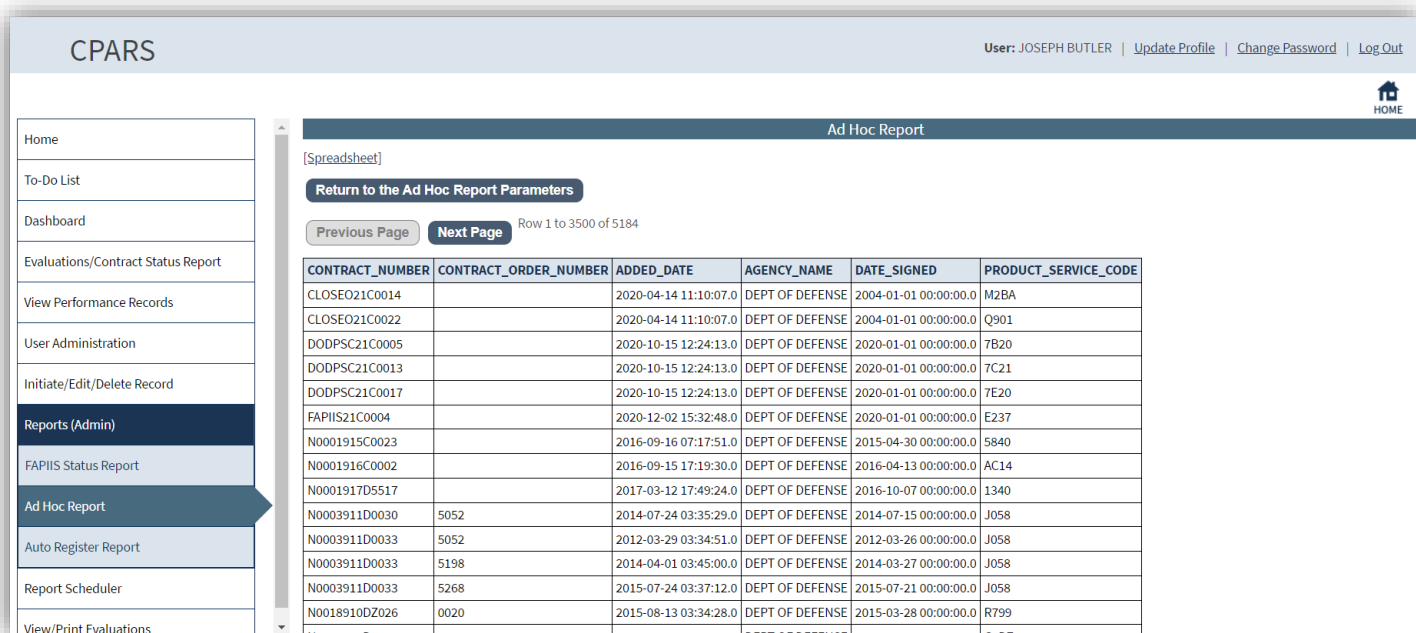 CPARS
User: JOSEPH BUTLER | Update Profile | Change Password | Log Out
HOME
Home
To-Do List
Dashboard
Evaluations/Contract Status Report
View Performance Records
User Administration
Initiate/Edit/Delete Record
Reports (Admin)
FAPIIS Status Report
Ad Hoc Report
Auto Register Report
Report Scheduler
View/Print Evaluations
Ad Hoc Report
[Spreadsheet]
Return to the Ad Hoc Report Parameters
Previous Page Next Page Row 1 to 3500 of 5184
CONTRACT_NUMBER CONTRACT_ORDER_NUMBER ADDED_DATE AGENCY_NAME DATE_SIGNED PRODUCT_SERVICE_CODE
CLOSEO21C0014 2020-04-14 11:10:07.0 DEPT OF DEFENSE 2004-01-01 00:00:00.0 M2BA
CLOSEO21C0022 2020-04-14 11:10:07.0 DEPT OF DEFENSE 2004-01-01 00:00:00.0 Q901
DODPSC21C0005 2020-10-15 12:24:13.0 DEPT OF DEFENSE 2020-01-01 00:00:00.0 7B20
DODPSC21C0013 2020-10-15 12:24:13.0 DEPT OF DEFENSE 2020-01-01 00:00:00.0 7C21
DODPSC21C0017 2020-10-15 12:24:13.0 DEPT OF DEFENSE 2020-01-01 00:00:00.0 7E20
FAPIIS21C0004 2020-12-02 15:32:48.0 DEPT OF DEFENSE 2020-01-01 00:00:00.0 E237
N0001915C0023 2016-09-16 07:17:51.0 DEPT OF DEFENSE 2015-04-30 00:00:00.0 5840
N0001916C0002 2016-09-15 17:19:30.0 DEPT OF DEFENSE 2016-04-13 00:00:00.0 AC14
N0001917D5517 2017-03-12 17:49:24.0 DEPT OF DEFENSE 2016-10-07 00:00:00.0 1340
N0003911D0030 5052 2014-07-24 03:35:29.0 DEPT OF DEFENSE 2014-07-15 00:00:00.0 J058
N0003911D0033 5052 2012-03-29 03:34:51.0 DEPT OF DEFENSE 2012-03-26 00:00:00.0 J058
N0003911D0033 5198 2014-04-01 03:45:00.0 DEPT OF DEFENSE 2014-03-27 00:00:00.0 J058
N0003911D0033 5268 2015-07-24 03:37:12.0 DEPT OF DEFENSE 2015-07-21 00:00:00.0 J058
N0018910DZ026 0020 2015-08-13 03:34:28.0 DEPT OF DEFENSE 2015-03-28 00:00:00.0 R799